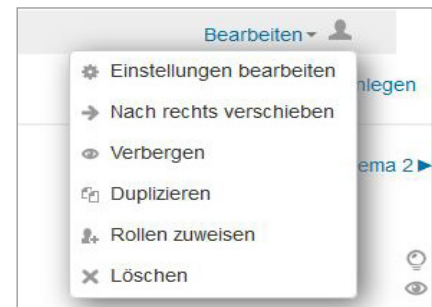 Bearbeiten
Einstellungen bearbeiten
nlegen
Nach rechts verschieben
Verbergen
ema 2
Duplizieren
Rollen zuweisen
Löschen